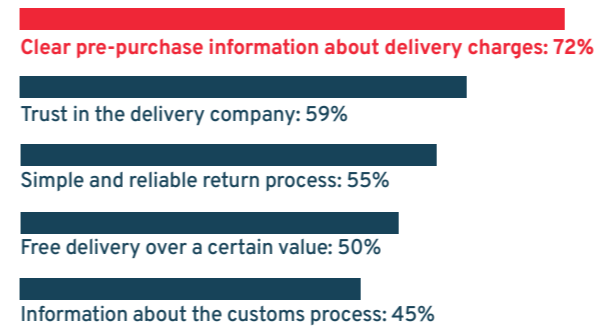 Clear pre-purchase information about delivery charges: 72%
Trust in the delivery company: 59%
Simple and reliable return process: 55%
Free delivery over a certain value: 50%
Information about the customs process: 45%